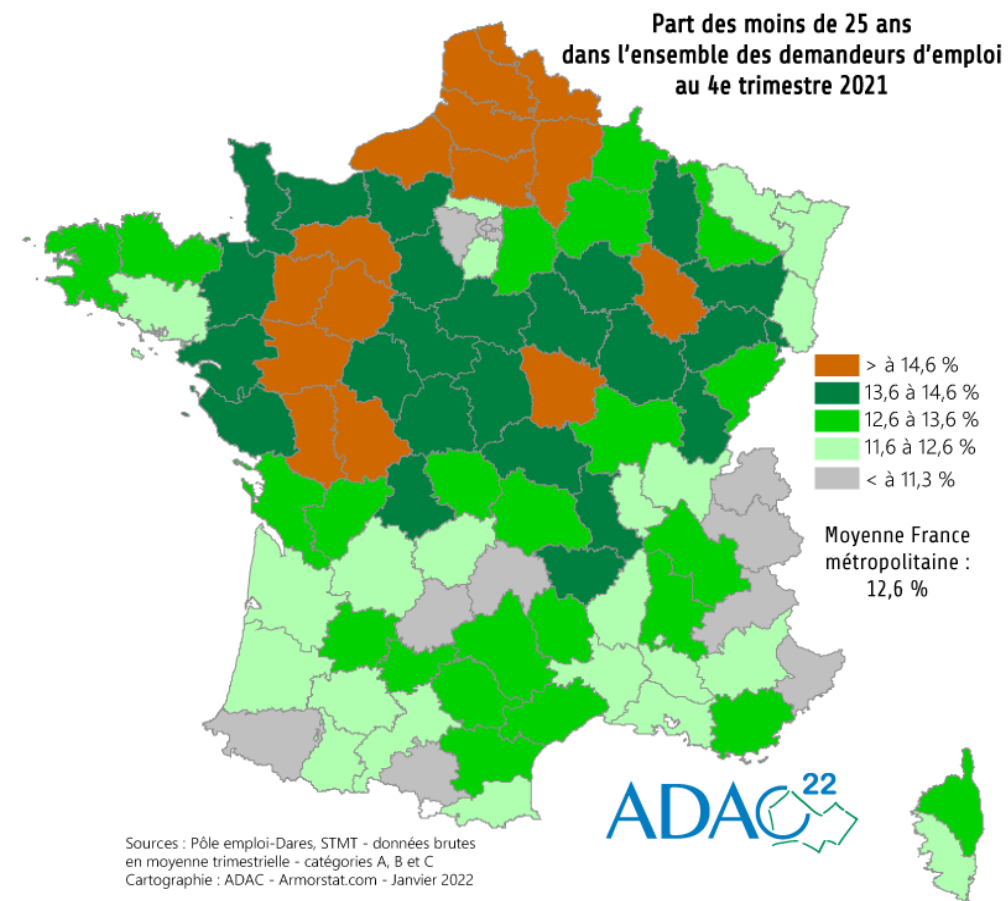 Part des moins de 25 ans
dans l'ensemble des demandeurs d'emploi
au 4e trimestre 2021
> à 14,6 %
13,6 à 14,6 %
12,6 à 13,6 %
11,6 à 12,6 %
< à 11,3 %
Moyenne France
métropolitaine :
12,6 %
ADAC 22
Sources : Pôle emploi-Dares, STMT - données brutes
en moyenne trimestrielle - catégories A, B et C
Cartographie : ADAC - Armorstat.com - Janvier 2022